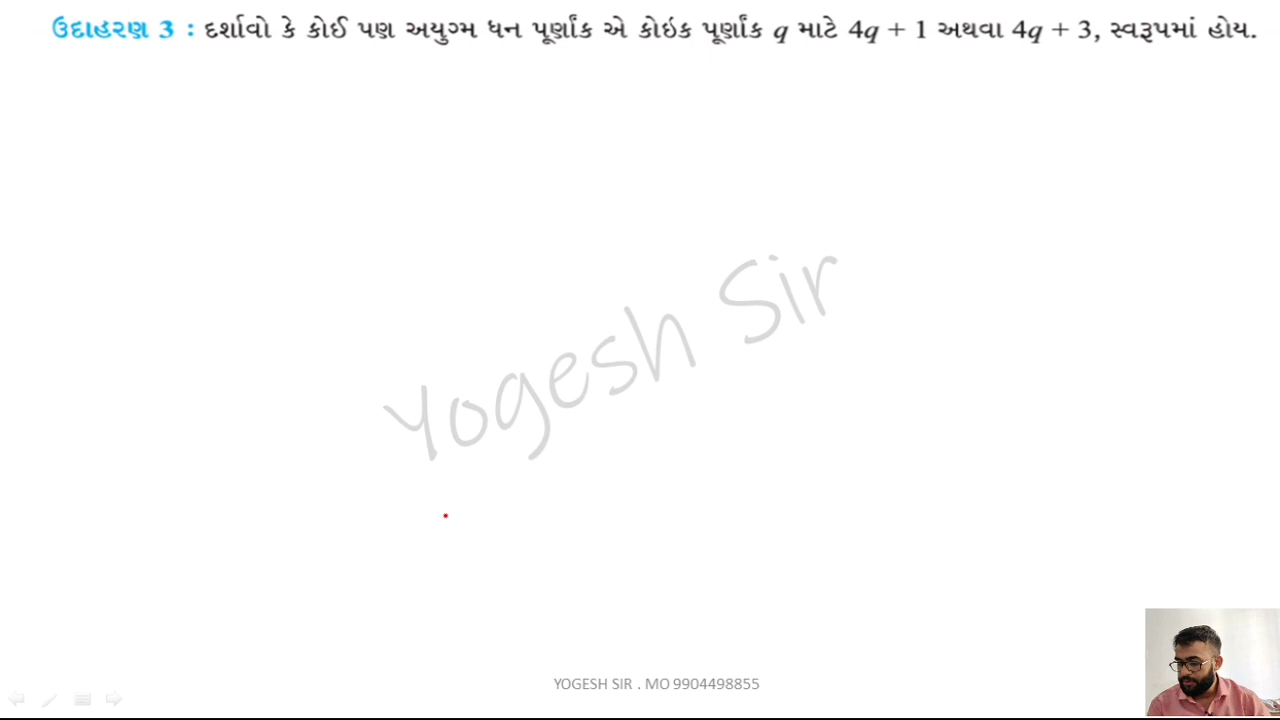 ઉદાહરણ 3 : દર્શાવો કે કોઈ પણ અયુગ્મ ધન પૂર્ણાંક એ કોઇક પૂર્ણાંક q માટે 4q + 1 અથવા 4q + 3, સ્વરૂપમાં હોય.
Yogesh Sir
YOGESH SIR . MO 9904498855